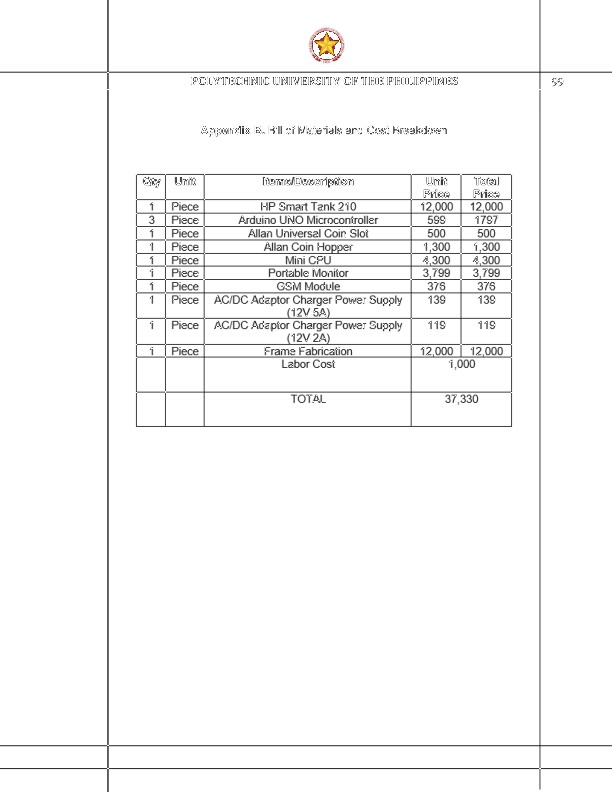 POLYTECHNIC UNIVERSITY OF THE PHILIPPINES 55
Appendix B. Bill of Materials and Cost Breakdown
Qty Unit Items/Description Unit Price Total Price
1 Piece HP Smart Tank 210 12,000 12,000
3 Piece Arduino UNO Microcontroller 599 1797
1 Piece Allan Universal Coin Slot 500 500
1 Piece Allan Coin Hopper 1,300 1,300
1 Piece Mini CPU 4,300 4,300
1 Piece Portable Monitor 3,799 3,799
1 Piece GSM Module 376 376
1 Piece AC/DC Adaptor Charger Power Supply 139 139
(12V 5A)
1 Piece AC/DC Adaptor Charger Power Supply 119 119
(12V 2A)
1 Piece Frame Fabrication 12,000 12,000
Labor Cost 1,000
TOTAL 37,330